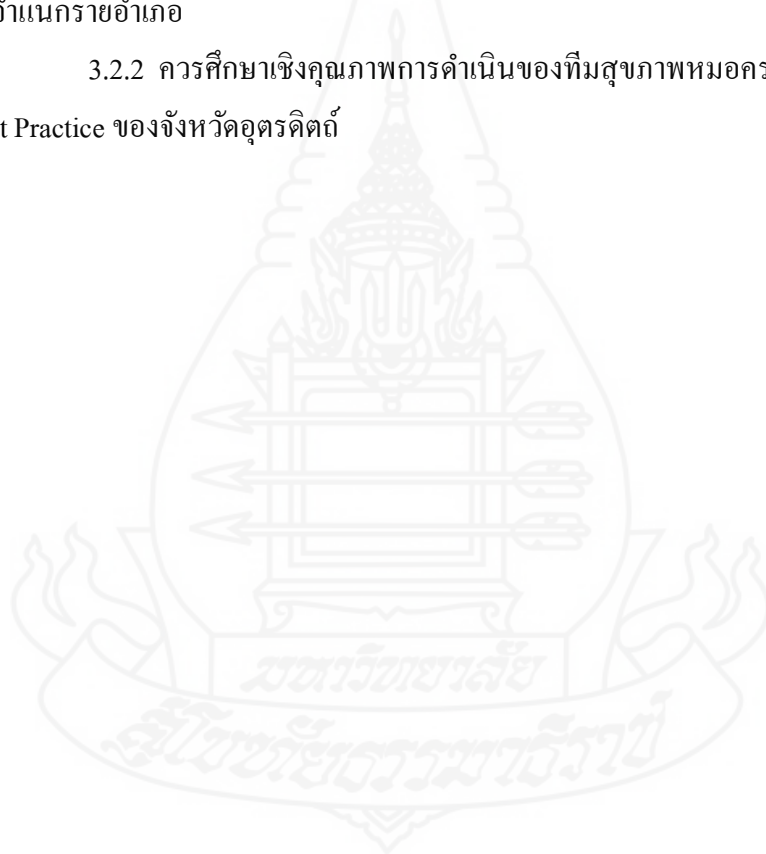 จำแนกรายอำเภอ
3.2.2 ควรศึกษาเชิงคุณภาพการดำเนินของทีมสุขภาพหมอคร
t Practice ของจังหวัดอุตรดิตถ์
มหาวิทยาลัย
สุโขทัยธรรมาธิราช